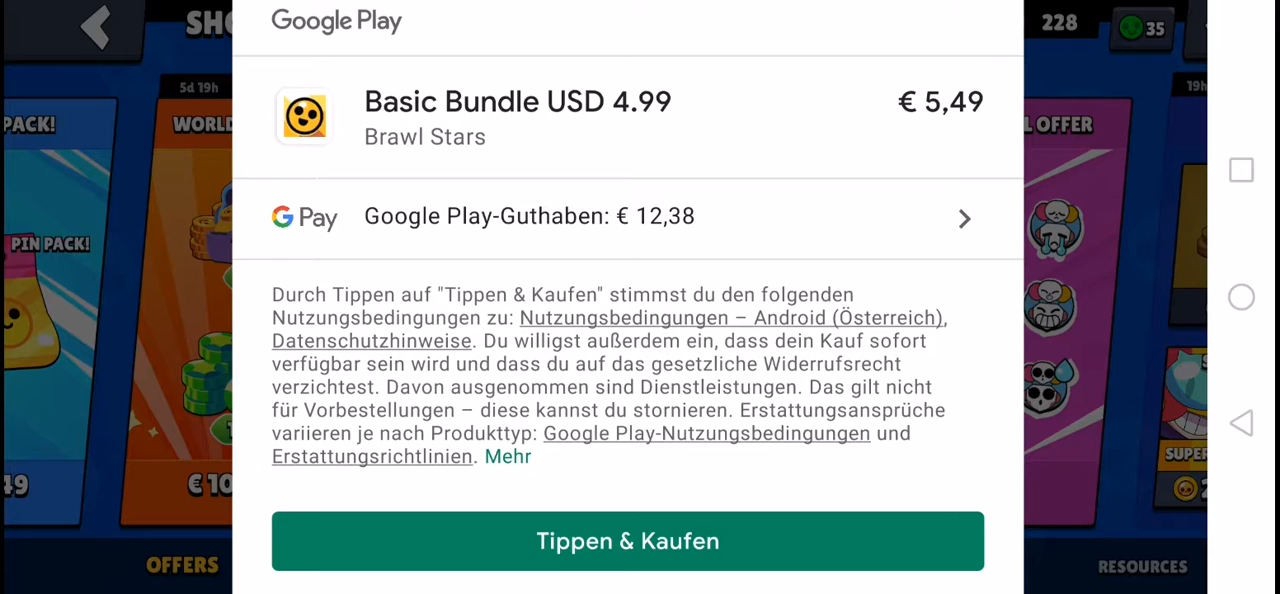 SHO
228
35
Google Play
5d 19h
19h
Basic Bundle USD 4.99
€ 5,49
Brawl Stars
PACK!
WORLD
L OFFER
G Pay
Google Play-Guthaben: € 12,38
PIN PACK!
Durch Tippen auf "Tippen & Kaufen" stimmst du den folgenden
Nutzungsbedingungen zu: Nutzungsbedingungen – Android (Österreich),
Datenschutzhinweise. Du willigst außerdem ein, dass dein Kauf sofort
verfügbar sein wird und dass du auf das gesetzliche Widerrufsrecht
verzichtest. Davon ausgenommen sind Dienstleistungen. Das gilt nicht
für Vorbestellungen – diese kannst du stornieren. Erstattungsansprüche
variieren je nach Produkttyp: Google Play-Nutzungsbedingungen und
Erstattungsrichtlinien. Mehr
SUPER
49
€ 10
Tippen & Kaufen
OFFERS
RESOURCES